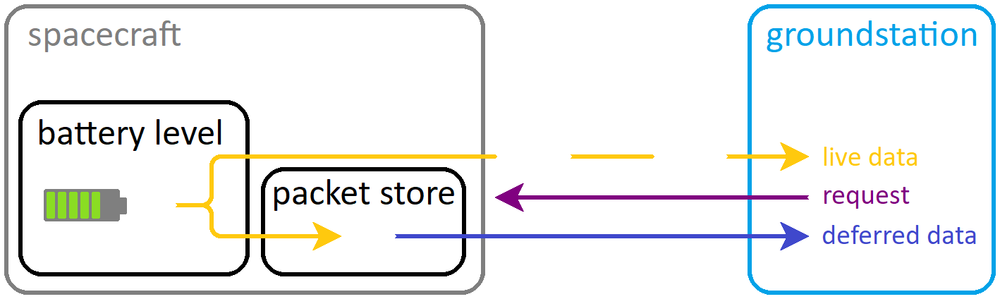 spacecraft
groundstation
battery level
packet store
live data
request
deferred data